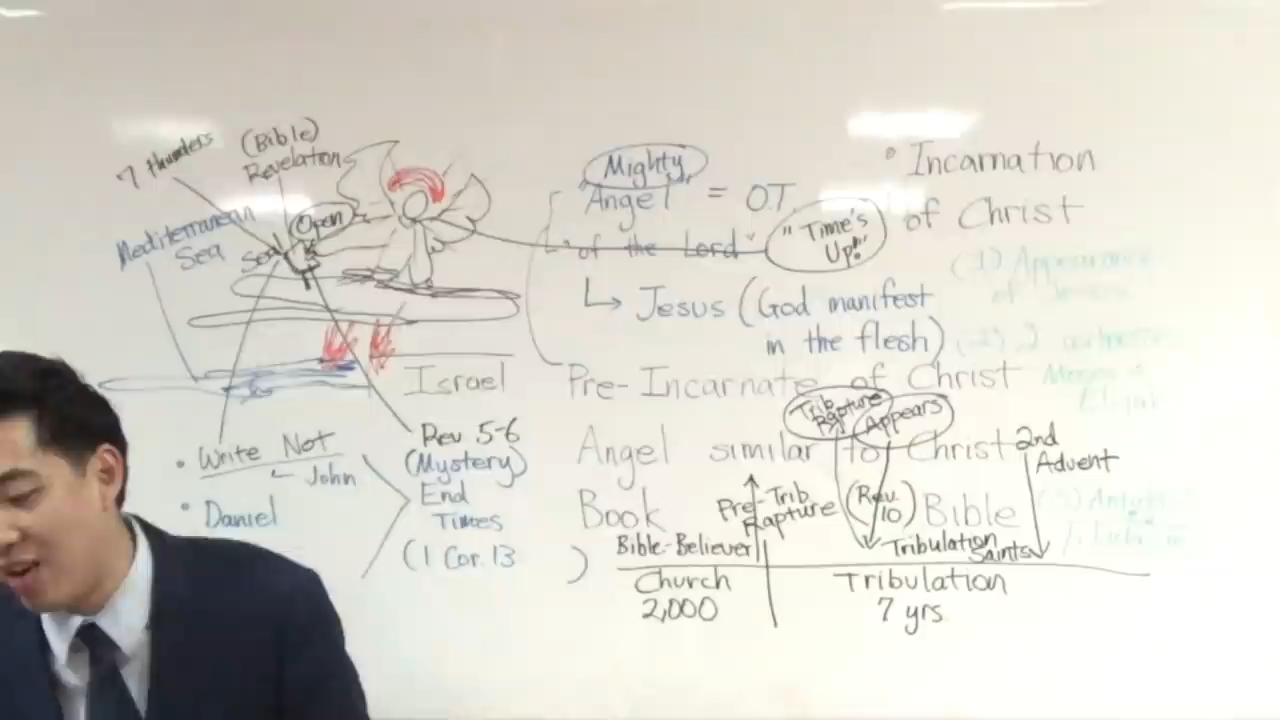 7 thunders
(Bible)
Revelation
Mediterranean
Sea
Open
Israel
• Write Not
John
• Daniel
Rev. 5-6
(Mystery)
End
Times
(1 Cor. 13 )
Mighty
Angel = O.T
"of the Lord"
"Time's
Up!"
↳ Jesus (God manifest
in the flesh)
Pre-Incarnate of Christ
Angel similar to Christ
Book
Bible
• Incarnation
of Christ
(1) Appearance
Trib
Rapture
Appears
2nd
Advent
Pre-Trib
Rapture
(Rev.
10)
Bible-Believer
Tribulation
Saints
Church
2,000
Tribulation
7 yrs